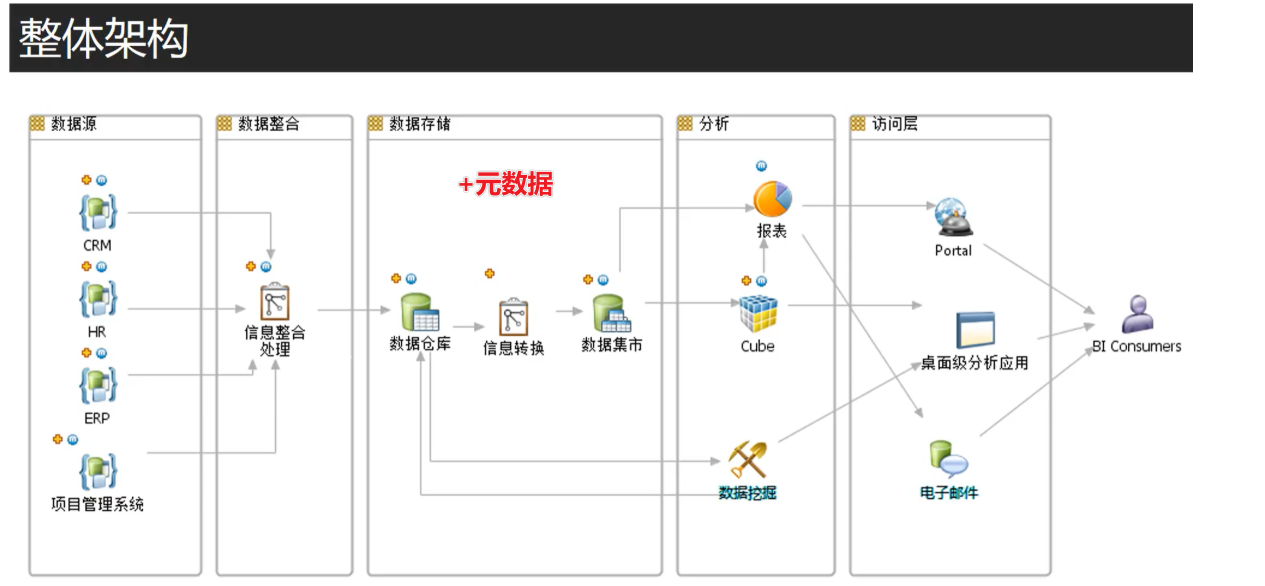 整体架构
数据源
数据整合
数据存储
分析
访问层
+元数据
CRM
HR
ERP
项目管理系统
信息整合
处理
数据仓库
信息转换
数据集市
报表
Cube
数据挖掘
Portal
桌面级分析应用
电子邮件
BI Consumers